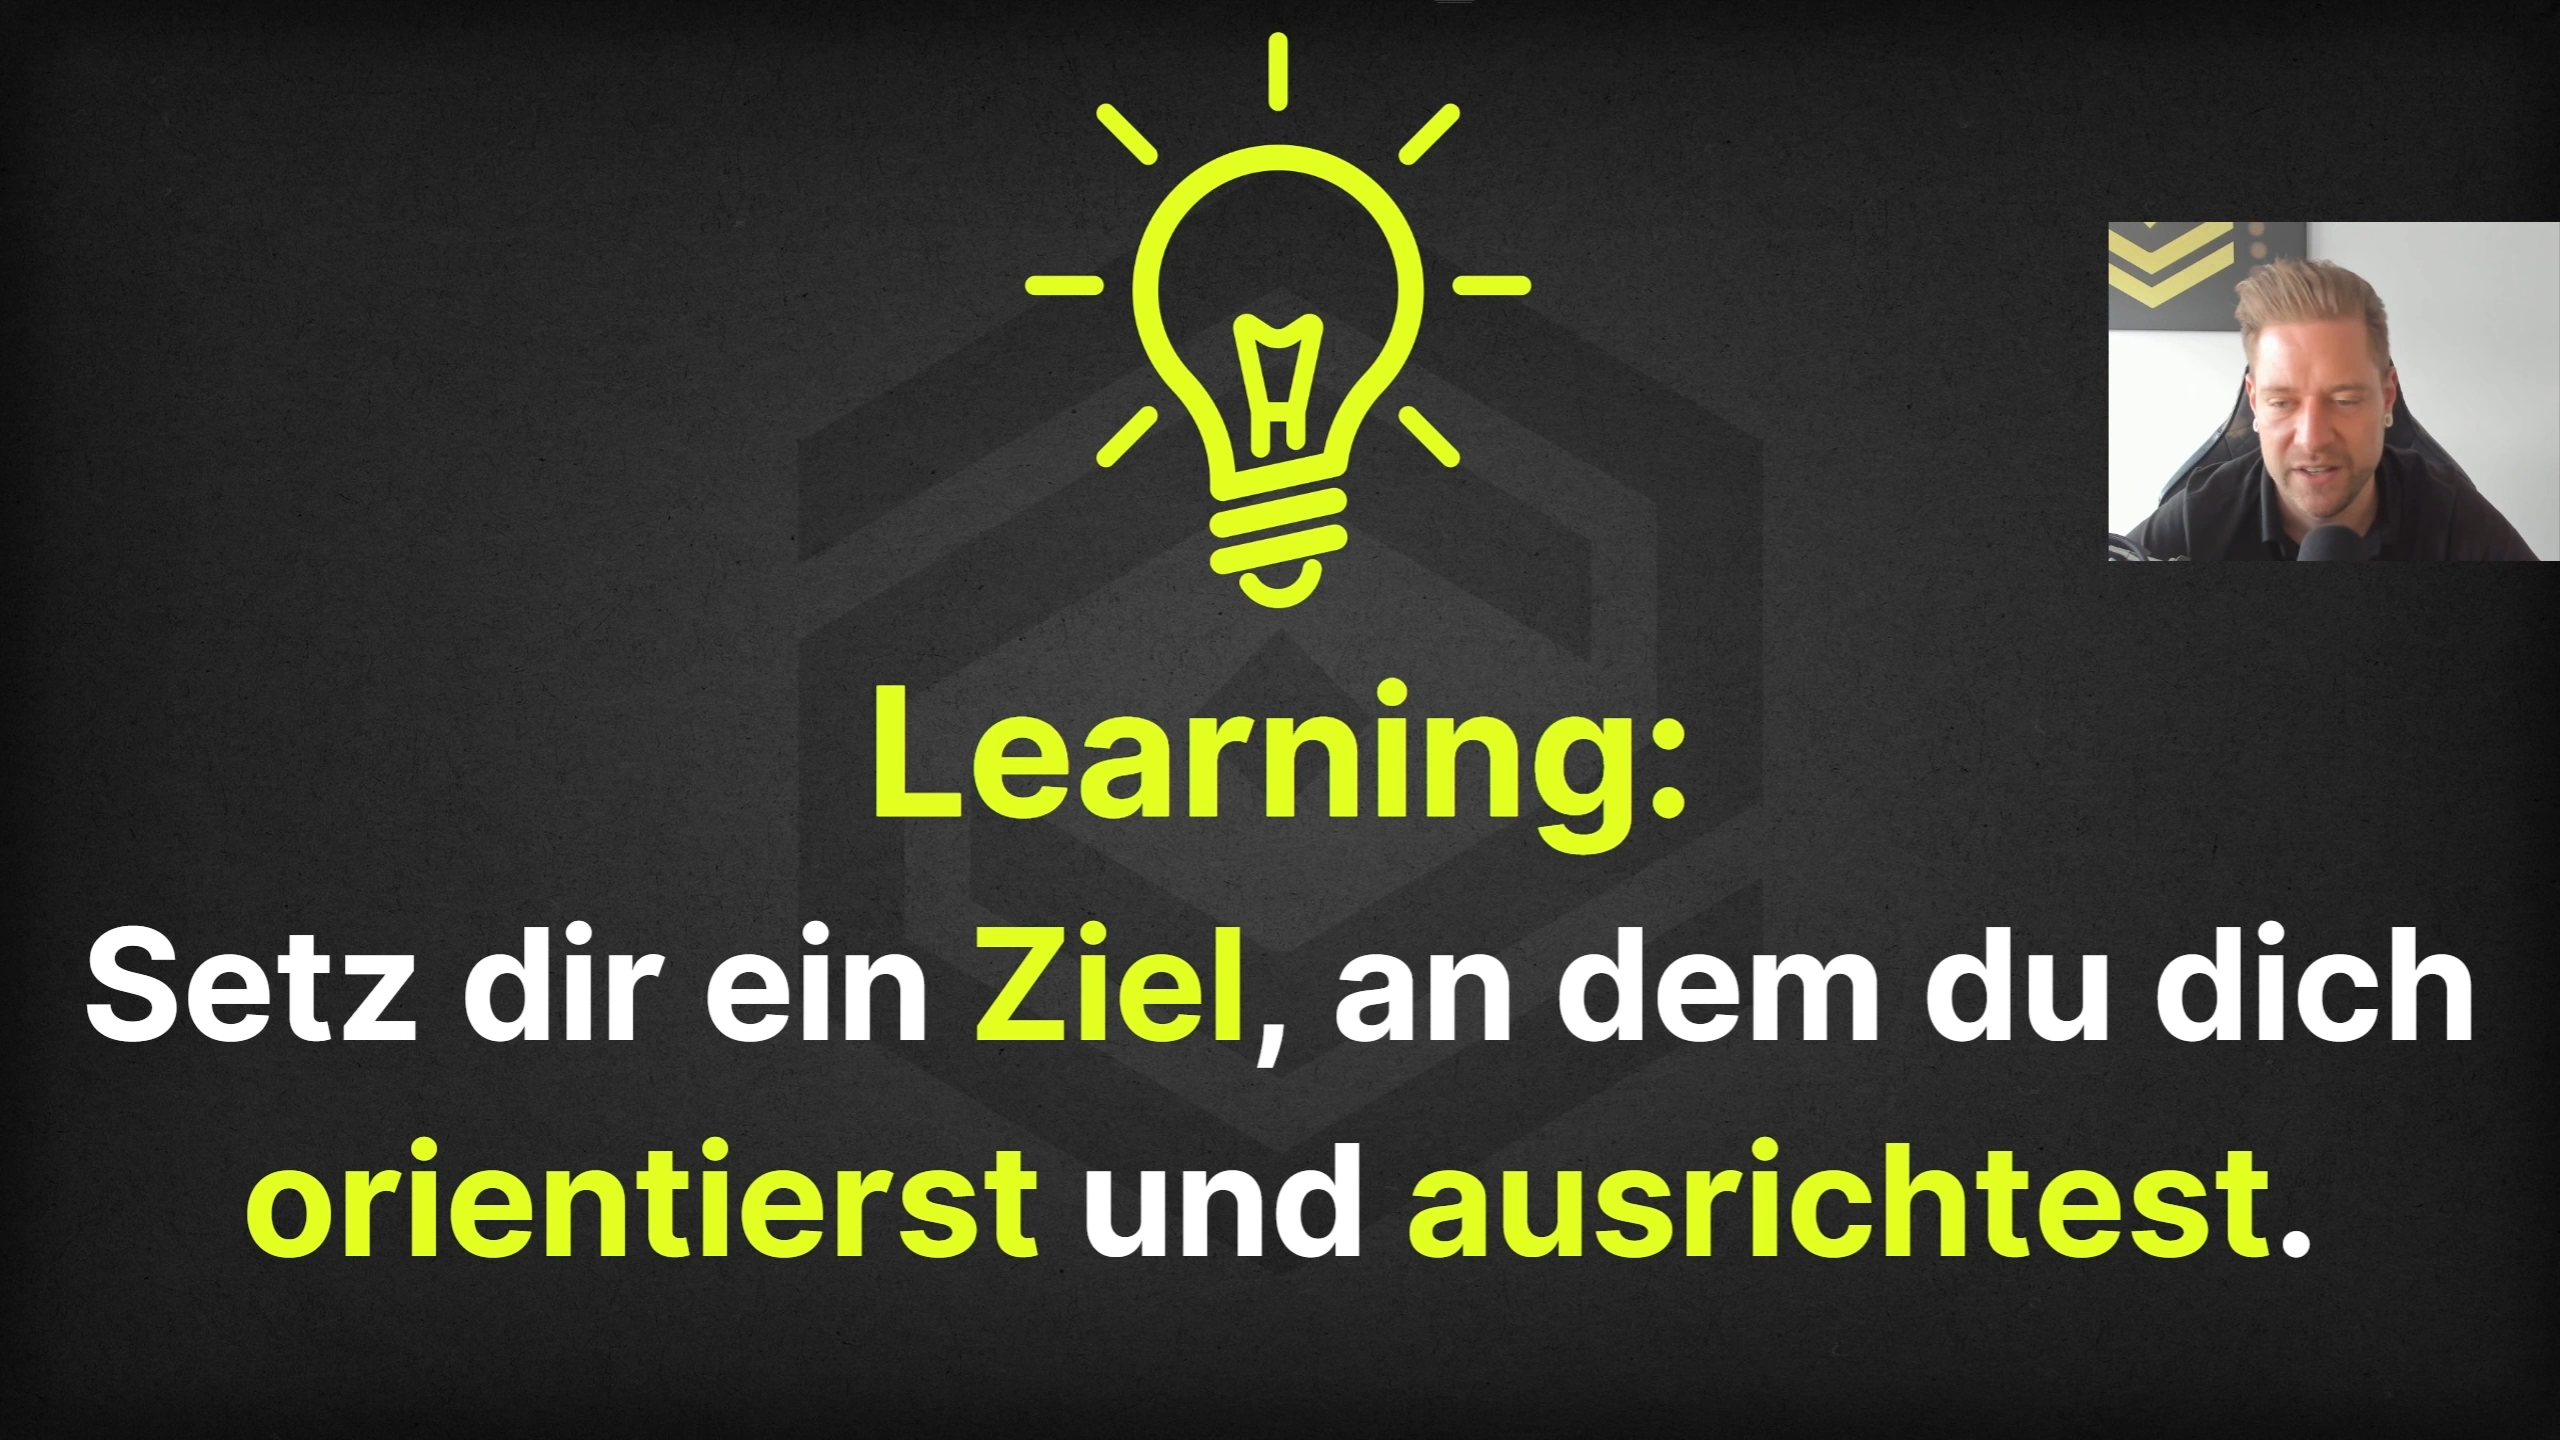 Learning:
Setz dir ein Ziel, an dem du dich
orientierst und ausrichtest.